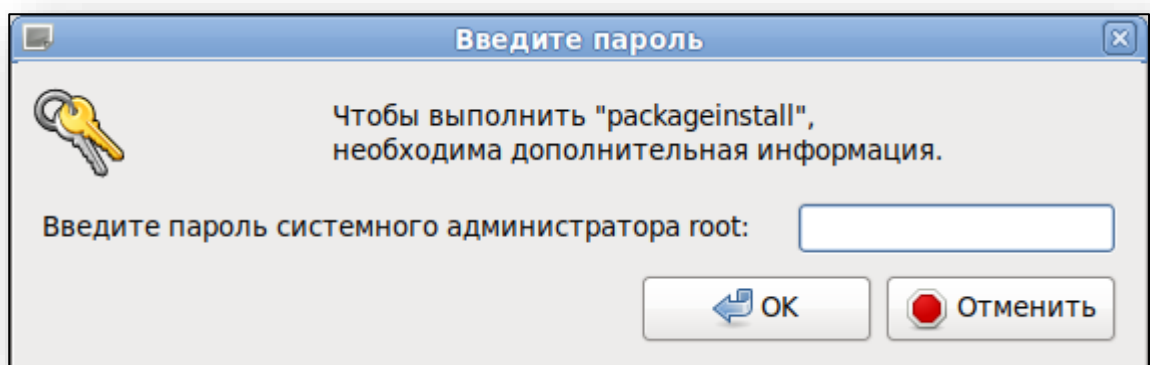 Введите пароль
Чтобы выполнить "packageinstall",
необходима дополнительная информация.
Введите пароль системного администратора root:
OK
Отменить